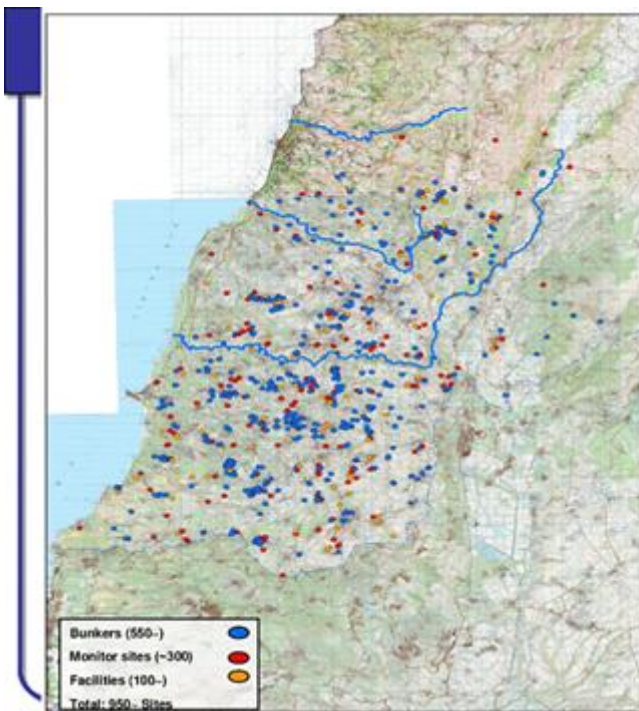 Bunkers (550~)
Monitor sites (~300)
Facilities (100~)
Total: 950~ Sites